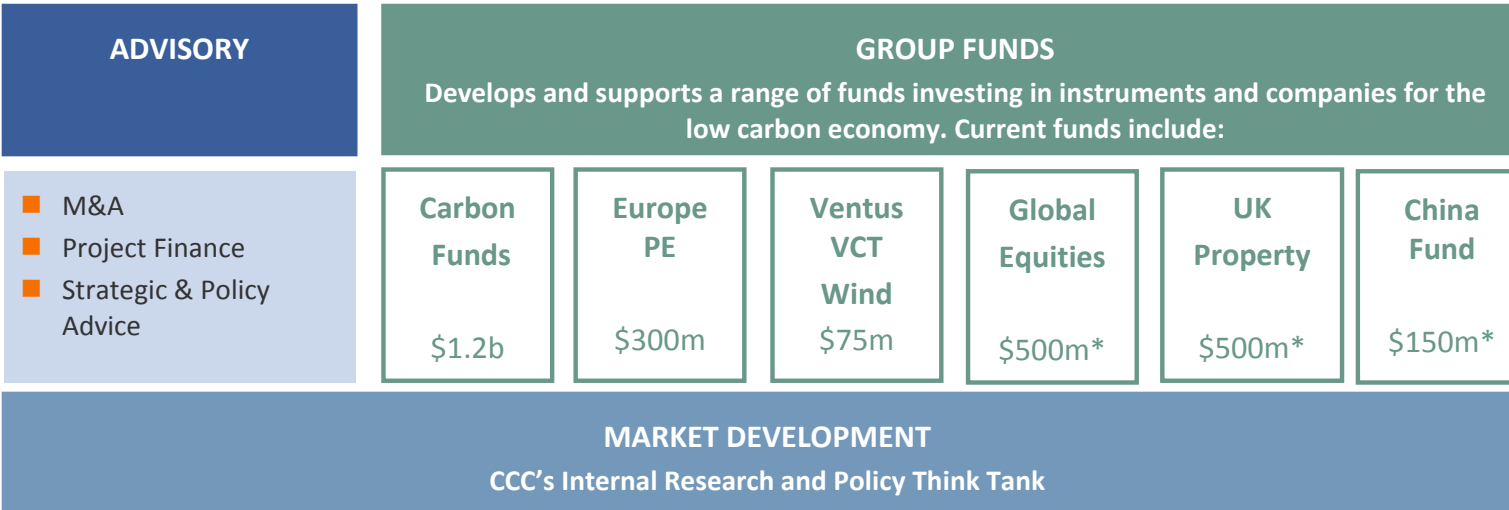 ADVISORY
GROUP FUNDS
Develops and supports a range of funds investing in instruments and companies for the
low carbon economy. Current funds include:
M&A
Project Finance
Strategic & Policy
Advice
Carbon
Funds
$1.2b
Europe
PE
$300m
Ventus
VCT
Wind
$75m
Global
Equities
$500m*
UK
Property
$500m*
China
Fund
$150m*
MARKET DEVELOPMENT
CCC’s Internal Research and Policy Think Tank